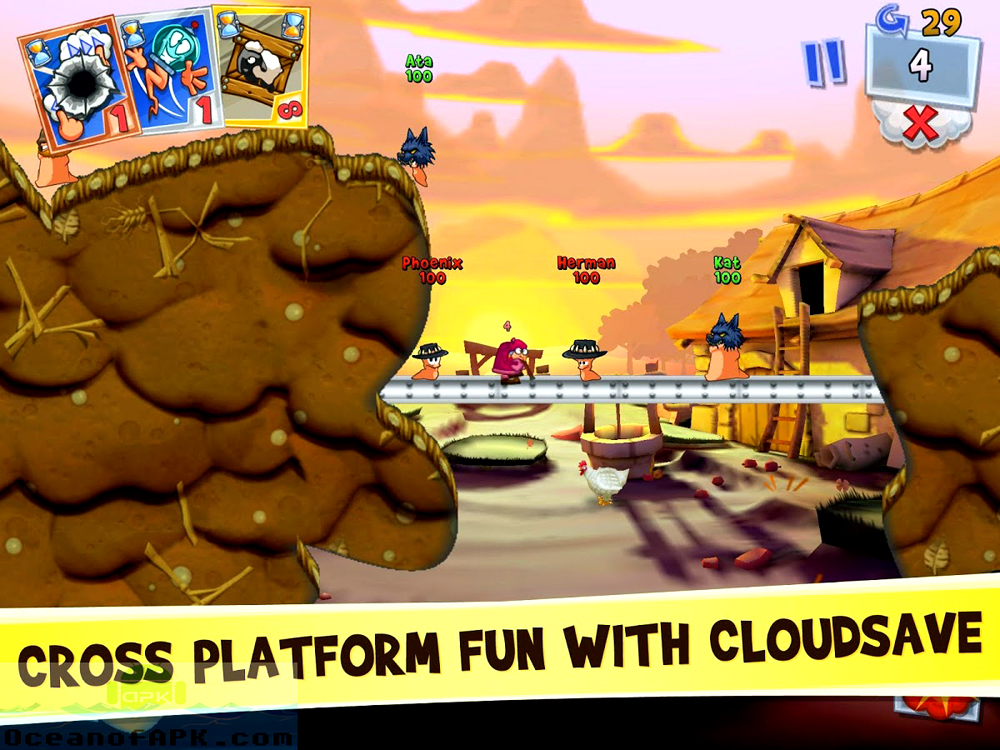 29
4
1
1
8
Ata
100
Phoenix
100
Herman
100
Kat
100
4
CROSS PLATFORM FUN WITH CLOUDSAVE
APK
OceanofAPK.com